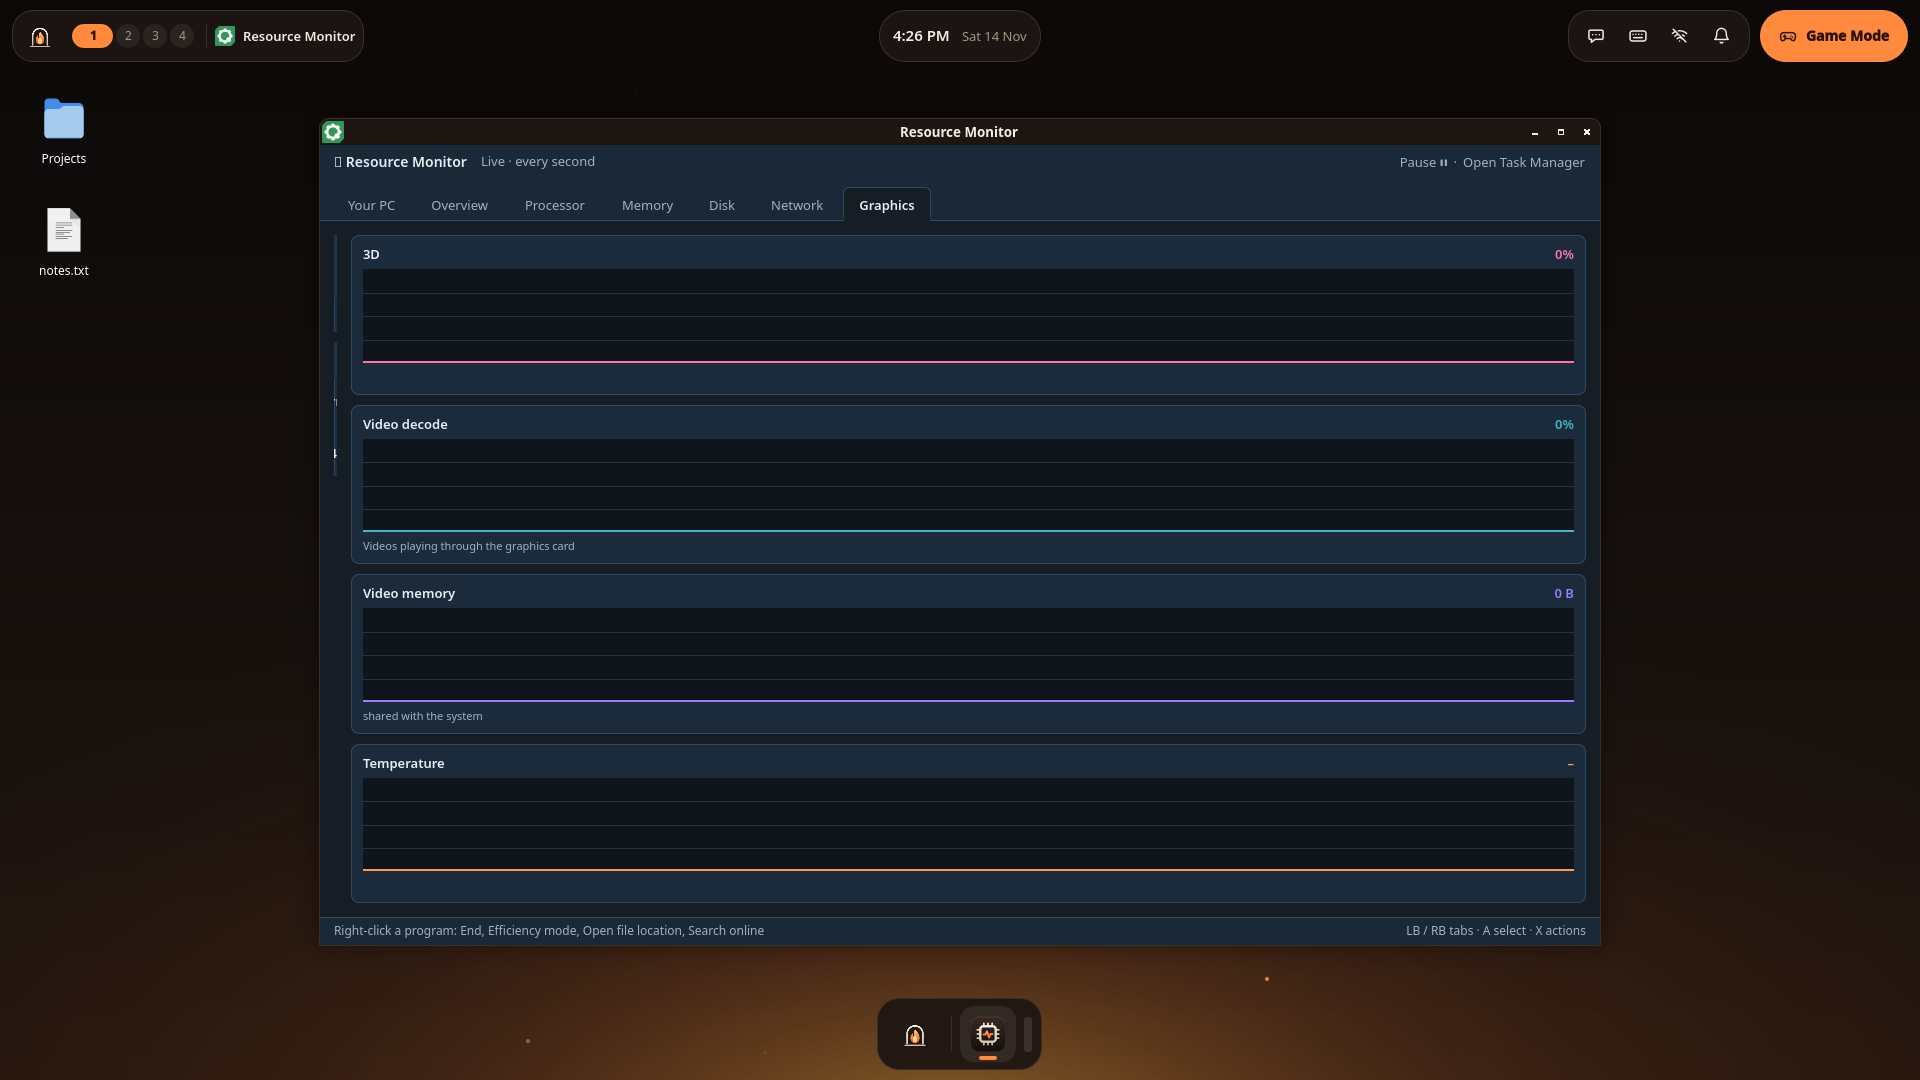 1 2 3 4 Resource Monitor
4:26 PM Sat 14 Nov
Game Mode
Projects
notes.txt
Resource Monitor
Resource Monitor Live · every second
Pause · Open Task Manager
Your PC Overview Processor Memory Disk Network Graphics
3D 0%
Video decode 0%
Videos playing through the graphics card
Video memory 0 B
shared with the system
Temperature –
Right-click a program: End, Efficiency mode, Open file location, Search online
LB / RB tabs · A select · X actions